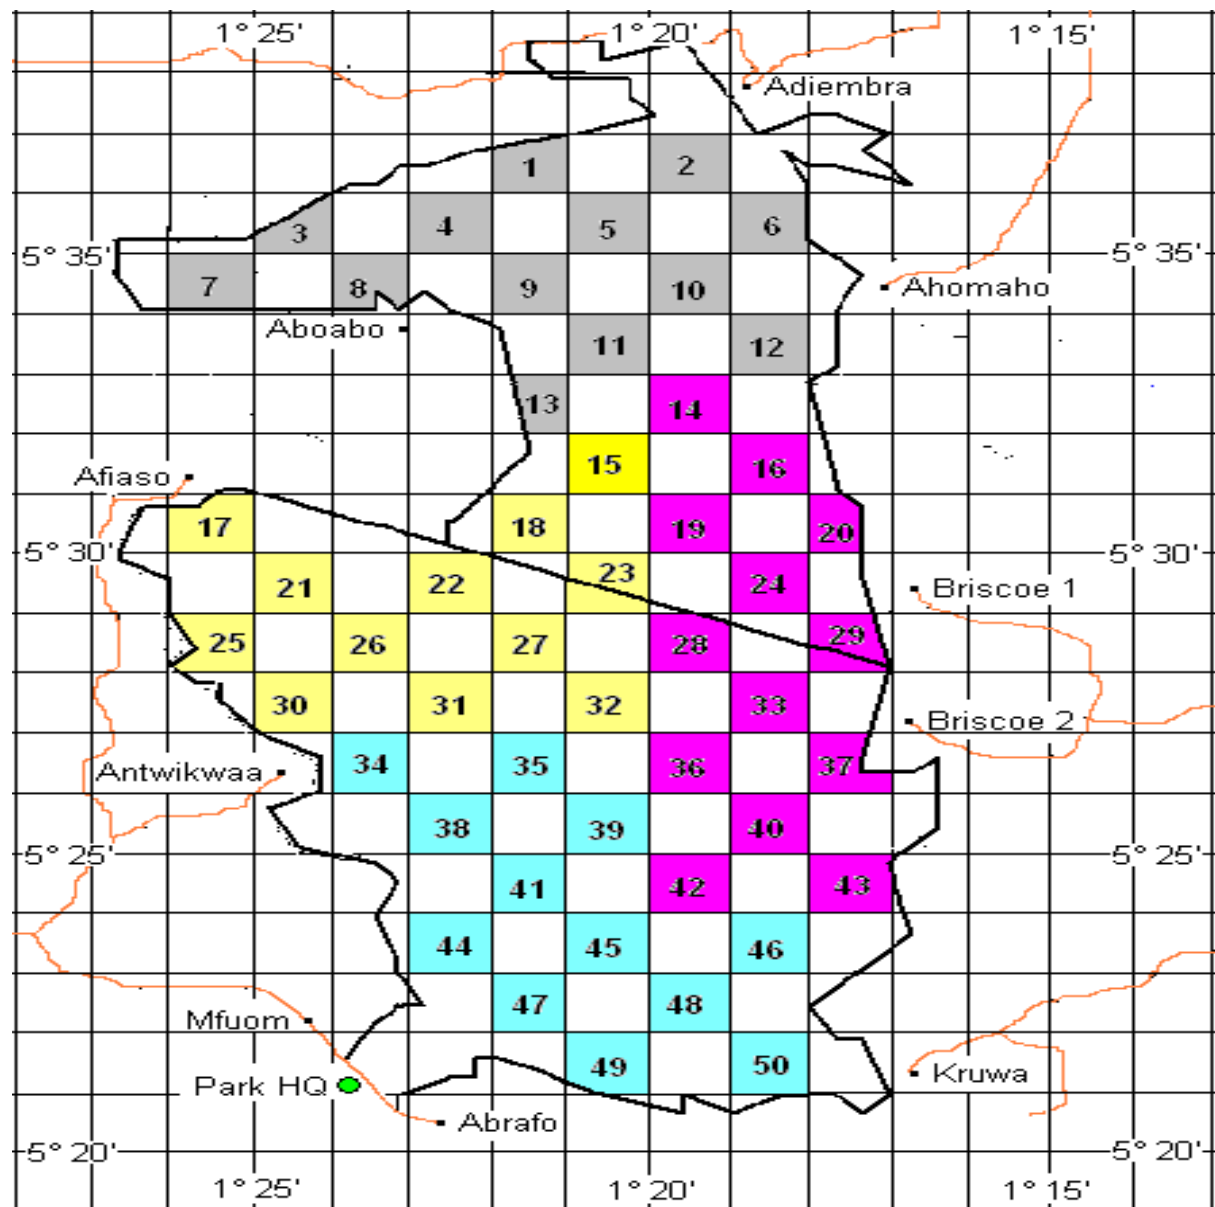 1° 25' 1° 20' 1° 15'
Adiembra
1 2
3 4 5 6
5° 35' 5° 35'
7 8 9 10 Ahomaho
Aboabo 11 12
13 14
Afiaso 15 16
17 18 19 20
5° 30' 5° 30'
21 22 23 24 Briscoe 1
25 26 27 28 29
30 31 32 33 Briscoe 2
Antwikwaa 34 35 36 37
38 39 40
5° 25' 5° 25'
41 42 43
44 45 46
Mfuom 47 48
Park HQ 49 50 Kruwa
Abrafo
5° 20' 5° 20'
1° 25' 1° 20' 1° 15'